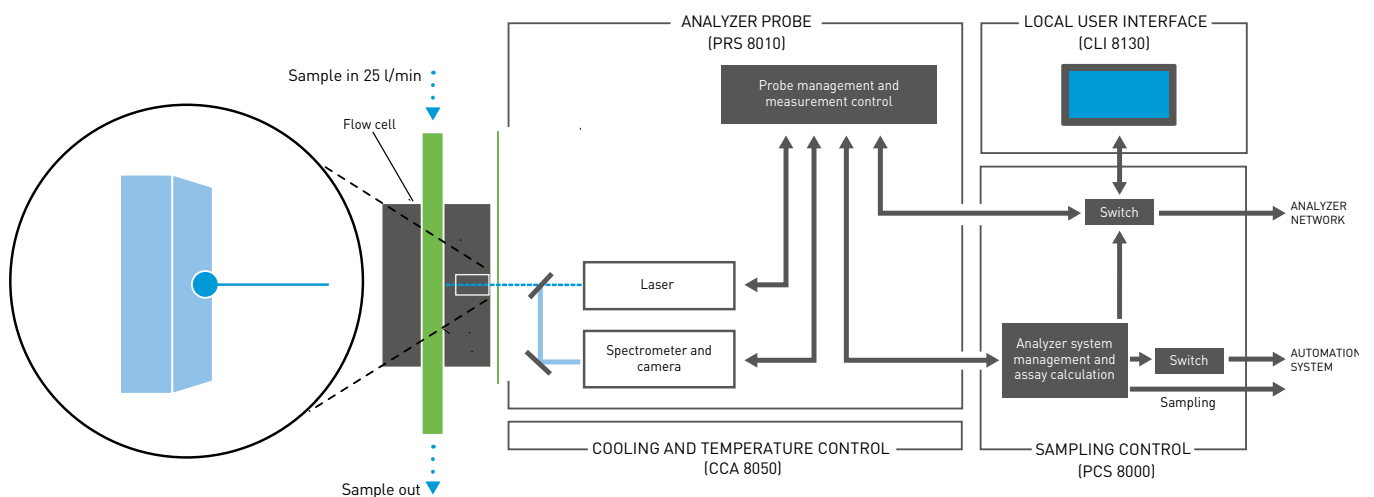 ANALYZER PROBE
(PRS 8010)
LOCAL USER INTERFACE
(CLI 8130)
Sample in 25 l/min
Flow cell
Probe management and
measurement control
Switch
ANALYZER
NETWORK
Laser
Spectrometer and
camera
Analyzer system
management and
assay calculation
Switch
AUTOMATION
SYSTEM
Sampling
COOLING AND TEMPERATURE CONTROL
(CCA 8050)
SAMPLING CONTROL
(PCS 8000)
Sample out